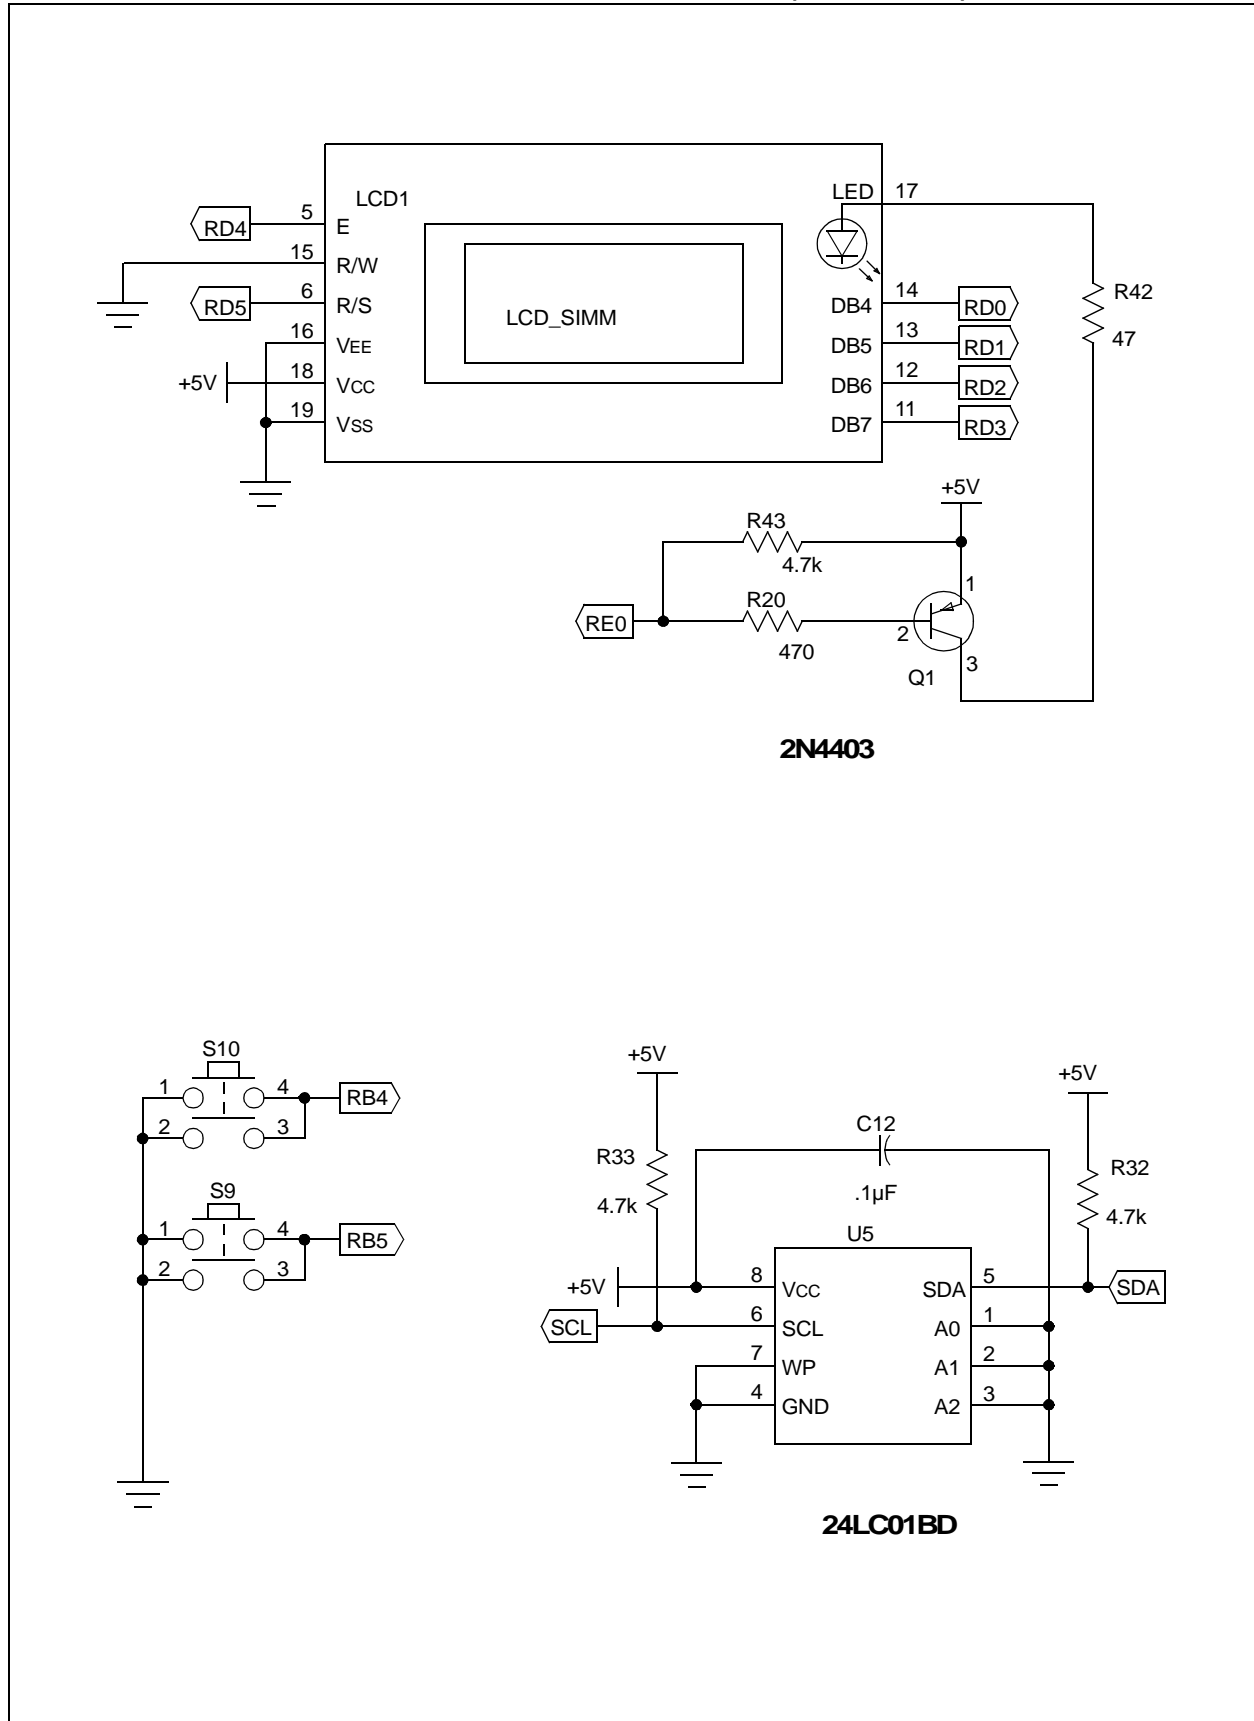 LED 17
LCD1
RD4 5 E
15 R/W
RD5 6 R/S
16 VEE
+5V 18 VCC
19 VSS
LCD_SIMM
DB4 14 RD0
DB5 13 RD1
DB6 12 RD2
DB7 11 RD3
R42
47
+5V
R43
4.7k
1
R20
RE0
2
470
3
Q1
2N4403
S10
1 4 RB4
2 3
S9
1 4 RB5
2 3
+5V
+5V
C12
R33
R32
4.7k
.1µF
4.7k
U5
+5V 8 VCC
SDA 5 SDA
SCL 6 SCL
A0 1
7 WP
A1 2
4 GND
A2 3
24LC01BD